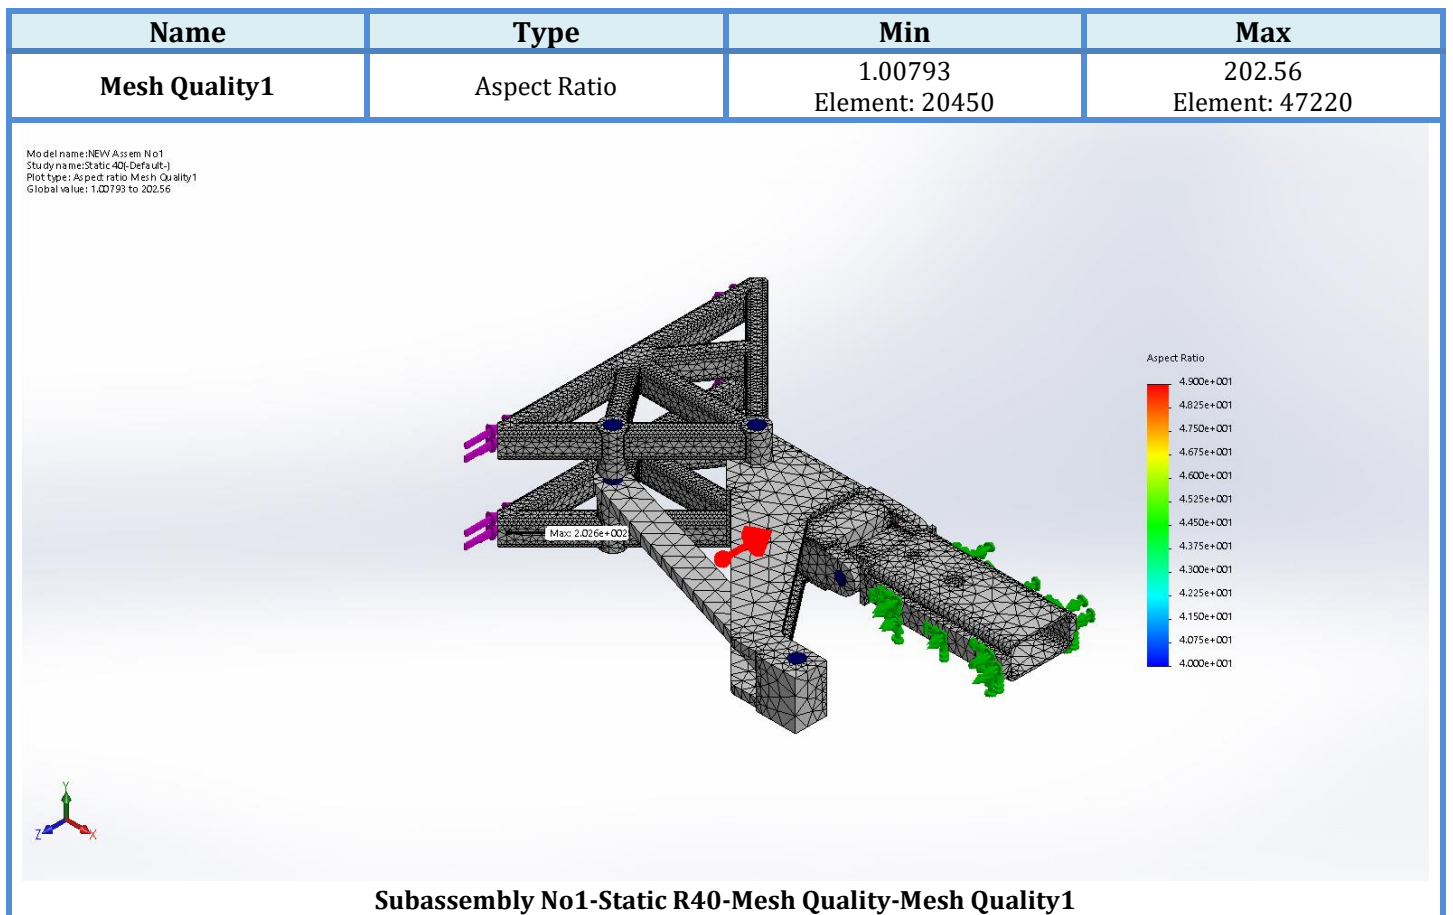 Name Type Min Max
Mesh Quality1 Aspect Ratio 1.00793 202.56
Element: 20450 Element: 47220
Model name:NEW Assem No1
Study name:Static 40(-Default-)
Plot type: Aspect ratio Mesh Quality1
Global value: 1.00793 to 202.56
Aspect Ratio
4.900e+001
4.825e+001
4.750e+001
4.675e+001
4.600e+001
4.525e+001
4.450e+001
4.375e+001
4.300e+001
4.225e+001
4.150e+001
4.075e+001
4.000e+001
Max: 2.026e+002
Y
Z X
Subassembly No1-Static R40-Mesh Quality-Mesh Quality1